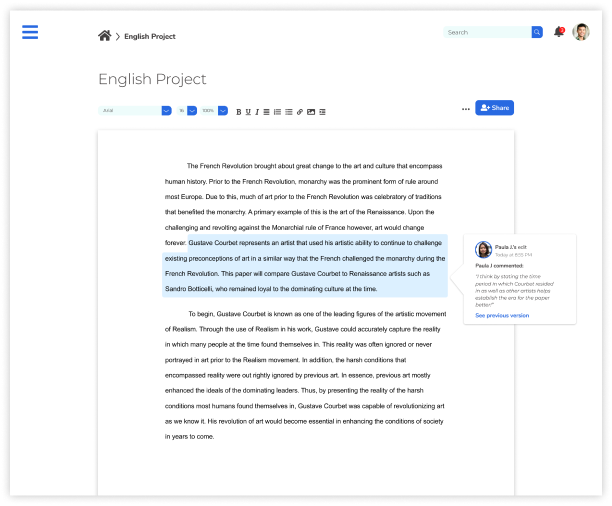 English Project
Search
English Project
Arial
16
100%
B U I
Share
The French Revolution brought about great change to the art and culture that encompass
human history. Prior to the French Revolution, monarchy was the prominent form of rule around
most Europe. Due to this, much of art prior to the French Revolution was celebratory of traditions
that benefited the monarchy. A primary example of this is the art of the Renaissance. Upon the
challenging and revolting against the Monarchial rule of France however, art would change
forever. Gustave Courbet represents an artist that used his artistic ability to continue to challenge
existing preconceptions of art in a similar way that the French challenged the monarchy during the
French Revolution. This paper will compare Gustave Courbet to Renaissance artists such as
Sandro Botticelli, who remained loyal to the dominating culture at the time.
Paula J.'s edit
Today at 8:55 PM
Paula J commented:
"I think by stating the time
period in which Courbet resided
in as well as other artists helps
establish the era for the paper
better!"
See previous version
To begin, Gustave Courbet is known as one of the leading figures of the artistic movement
of Realism. Through the use of Realism in his work, Gustave could accurately capture the reality
in which many people at the time found themselves in. This reality was often ignored or never
portrayed in art prior to the Realism movement. In addition, the harsh conditions that
encompassed reality were out rightly ignored by previous art. In essence, previous art mostly
enhanced the ideals of the dominating leaders. Thus, by presenting the reality of the harsh
conditions most humans found themselves in, Gustave Courbet was capable of revolutionizing art
as we know it. His revolution of art would become essential in enhancing the conditions of society
in years to come.